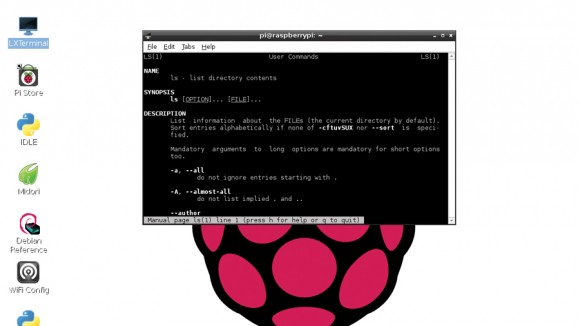 LXTerminal
Pi Store
IDLE
Midori
Debian
Reference
WiFi Config
pi@raspberrypi: ~
File Edit Tabs Help
LS(1) User Commands LS(1)
NAME
ls - list directory contents
SYNOPSIS
ls [OPTION]... [FILE]...
DESCRIPTION
List information about the FILEs (the current directory by default).
Sort entries alphabetically if none of -cftuvSUX nor --sort is speci-
fied.
Mandatory arguments to long options are mandatory for short options
too.
-a, --all
do not ignore entries starting with .
-A, --almost-all
do not list implied . and ..
--author
Manual page ls(1) line 1 (press h for help or q to quit)